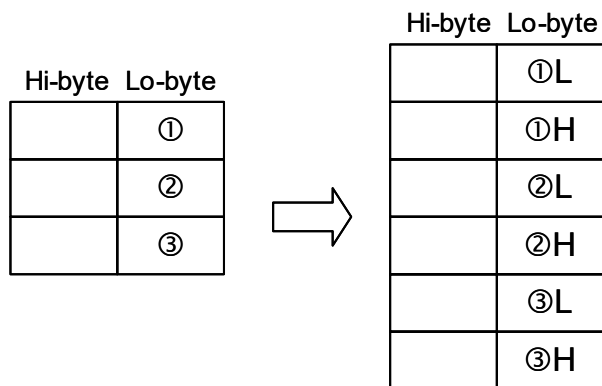 Hi-byte Lo-byte
①
②
③
Hi-byte Lo-byte
①L
①H
②L
②H
③L
③H